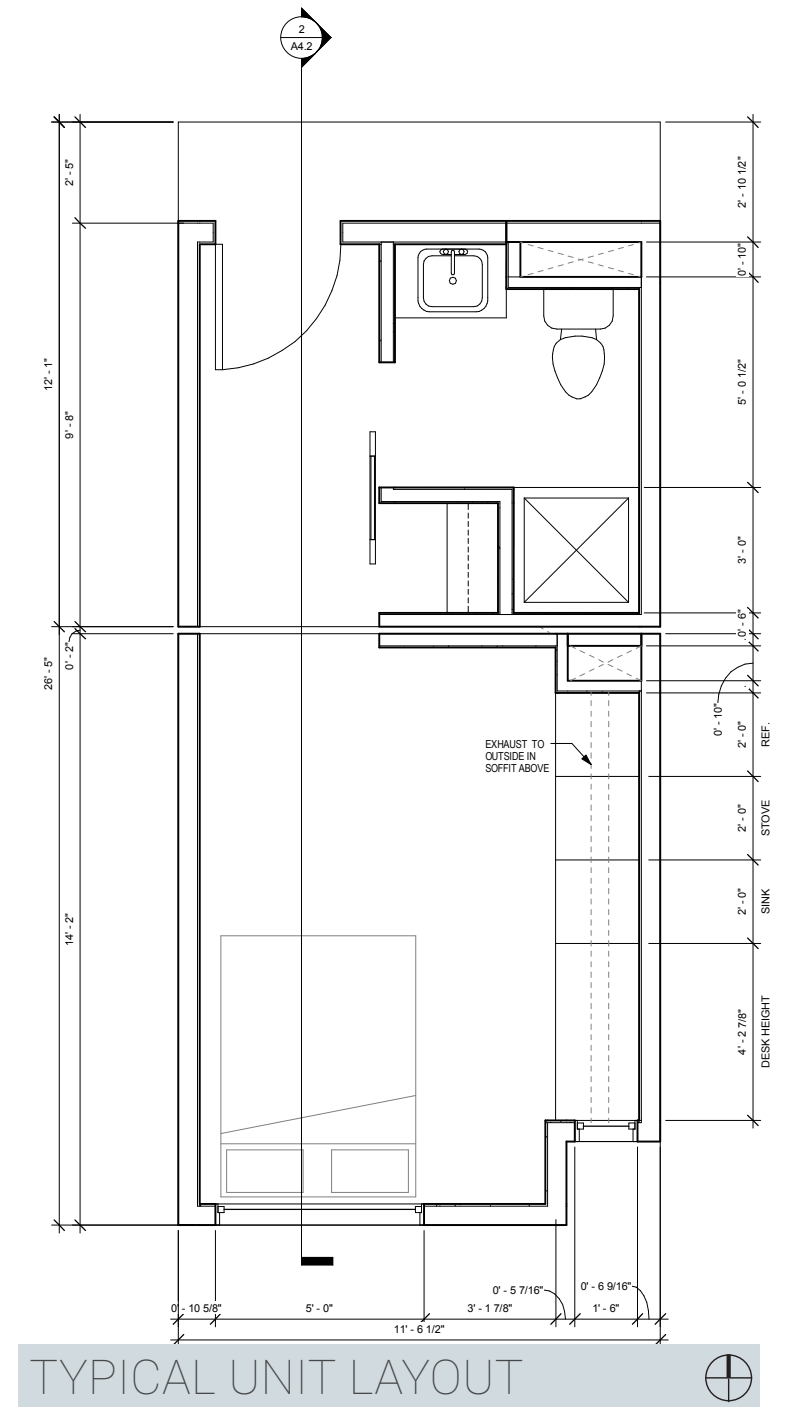 2
A4.2
2' - 5"
2' - 10 1/2"
0' - 10"
12' - 1"
9' - 8"
5' - 0 1/2"
3' - 0"
0' - 6"
26' - 5"
0' - 2"
0' - 10"
EXHAUST TO
OUTSIDE IN
SOFFIT ABOVE
2' - 0"
REF.
2' - 0"
STOVE
2' - 0"
SINK
14' - 2"
4' - 2 7/8"
DESK HEIGHT
0' - 5 7/16"
0' - 6 9/16"
0' - 10 5/8"
5' - 0"
3' - 1 7/8"
1' - 6"
11' - 6 1/2"
TYPICAL UNIT LAYOUT